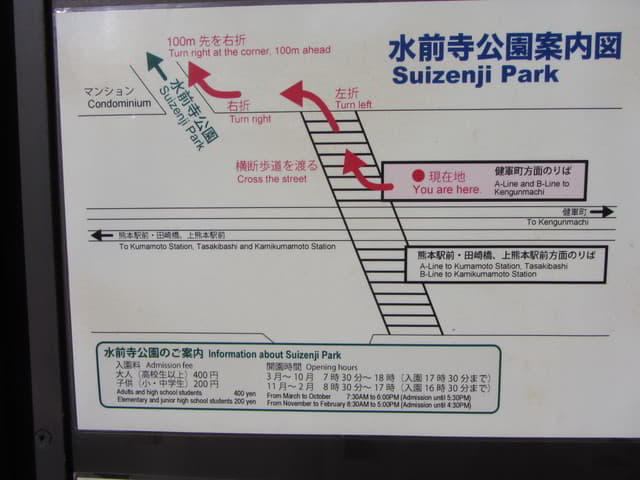 水前寺公園案内図
Suizenji Park
100m 先を右折
Turn right at the corner, 100m ahead
マンション
Condominium
水前寺公園
Suizenji Park
右折
Turn right
左折
Turn left
横断歩道を渡る
Cross the street
現在地
You are here.
健軍町方面のりば
A-Line and B-Line to
Kengunmachi
健軍町
To Kengunmachi
熊本駅前・田崎橋、上熊本駅前
To Kumamoto Station, Tasakibashi and Kamikumamoto Station
熊本駅前・田崎橋、上熊本駅前方面のりば
A-Line to Kumamoto Station, Tasakibashi
B-Line to Kamikumamoto Station
水前寺公園のご案内 Information about Suizenji Park
入園料 Admission fee
大人（高校生以上）400円
子供（小・中学生）200円
Adults and high school students 400 yen
Elementary and junior high school students 200 yen
開園時間 Opening hours
3月〜10月 7時30分〜18時（入園17時30分まで）
11月〜2月 8時30分〜17時（入園16時30分まで）
From March to October 7:30AM to 6:00PM (Admission until 5:30PM)
From November to February 8:30AM to 5:00PM (Admission until 4:30PM)